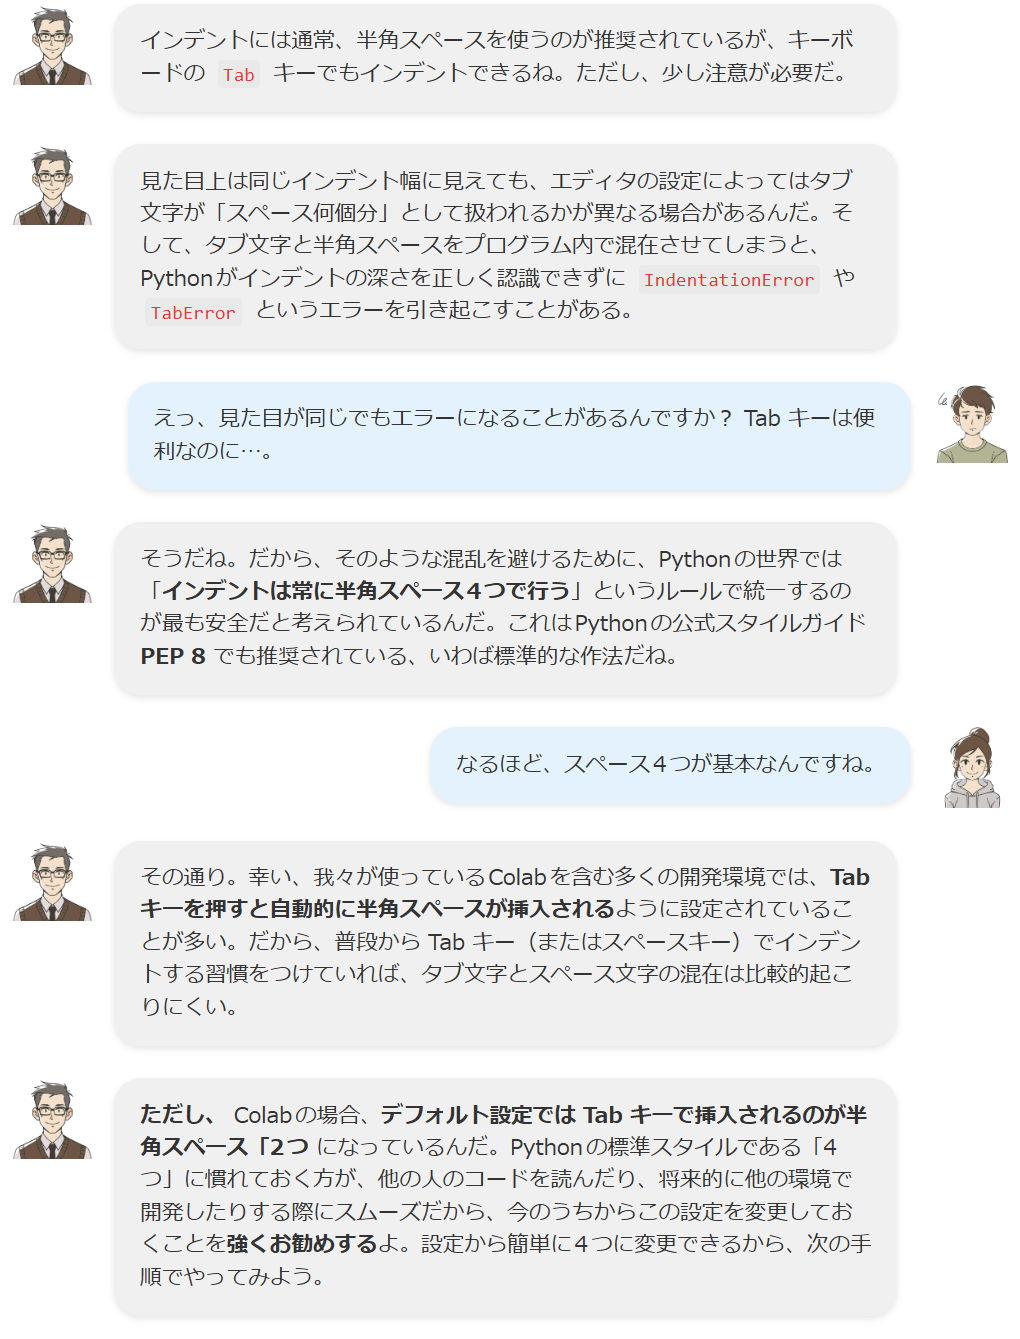 インデントには通常、半角スペースを使うのが推奨されているが、キーボ
ードの Tab キーでもインデントできるね。ただし、少し注意が必要だ。
見た目上は同じインデント幅に見えても、エディタの設定によってはタブ
文字が「スペース何個分」として扱われるかが異なる場合があるんだ。そ
して、タブ文字と半角スペースをプログラム内で混在させてしまうと、
Pythonがインデントの深さを正しく認識できずに IndentationError や
TabError というエラーを引き起こすことがある。
えっ、見た目が同じでもエラーになることがあるんですか？ Tab キーは便
利なのに…。
そうだね。だから、そのような混乱を避けるために、Pythonの世界では
「インデントは常に半角スペース４つで行う」というルールで統一するの
が最も安全だと考えられているんだ。これはPythonの公式スタイルガイド
PEP 8 でも推奨されている、いわば標準的な作法だね。
なるほど、スペース４つが基本なんですね。
その通り。幸い、我々が使っているColabを含む多くの開発環境では、Tab
キーを押すと自動的に半角スペースが挿入されるように設定されているこ
とが多い。だから、普段から Tab キー（またはスペースキー）でインデン
トする習慣をつけていれば、タブ文字とスペース文字の混在は比較的起こ
りにくい。
ただし、 Colabの場合、デフォルト設定では Tab キーで挿入されるのが半
角スペース「2つ になっているんだ。Pythonの標準スタイルである「4
つ」に慣れておく方が、他の人のコードを読んだり、将来的に他の環境で
開発したりする際にスムーズだから、今のうちからこの設定を変更してお
くことを強くお勧めするよ。設定から簡単に４つに変更できるから、次の手
順でやってみよう。